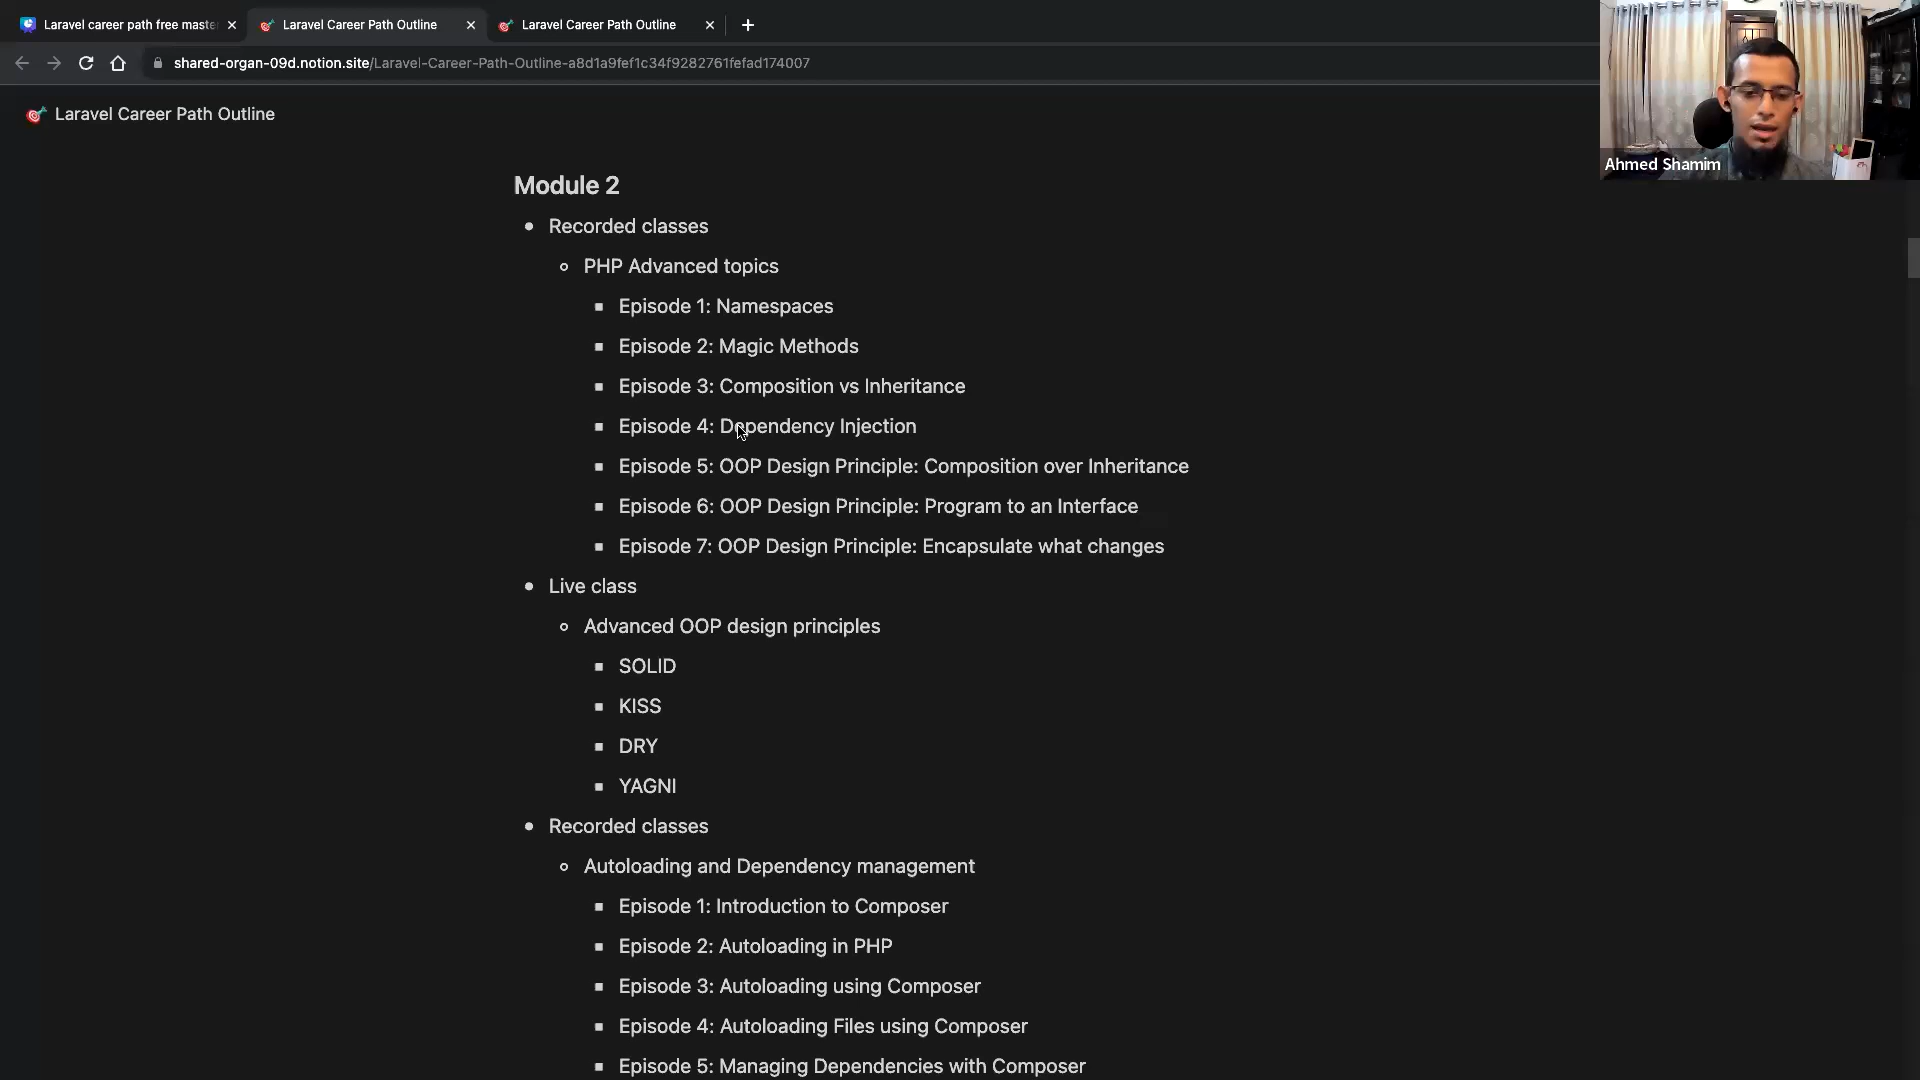 Laravel career path free maste
Laravel Career Path Outline
Laravel Career Path Outline
shared-organ-09d.notion.site/Laravel-Career-Path-Outline-a8d1a9fef1c34f9282761fefad174007
Laravel Career Path Outline
Ahmed Shamim
Module 2
Recorded classes
PHP Advanced topics
Episode 1: Namespaces
Episode 2: Magic Methods
Episode 3: Composition vs Inheritance
Episode 4: Dependency Injection
Episode 5: OOP Design Principle: Composition over Inheritance
Episode 6: OOP Design Principle: Program to an Interface
Episode 7: OOP Design Principle: Encapsulate what changes
Live class
Advanced OOP design principles
SOLID
KISS
DRY
YAGNI
Recorded classes
Autoloading and Dependency management
Episode 1: Introduction to Composer
Episode 2: Autoloading in PHP
Episode 3: Autoloading using Composer
Episode 4: Autoloading Files using Composer
Episode 5: Managing Dependencies with Composer